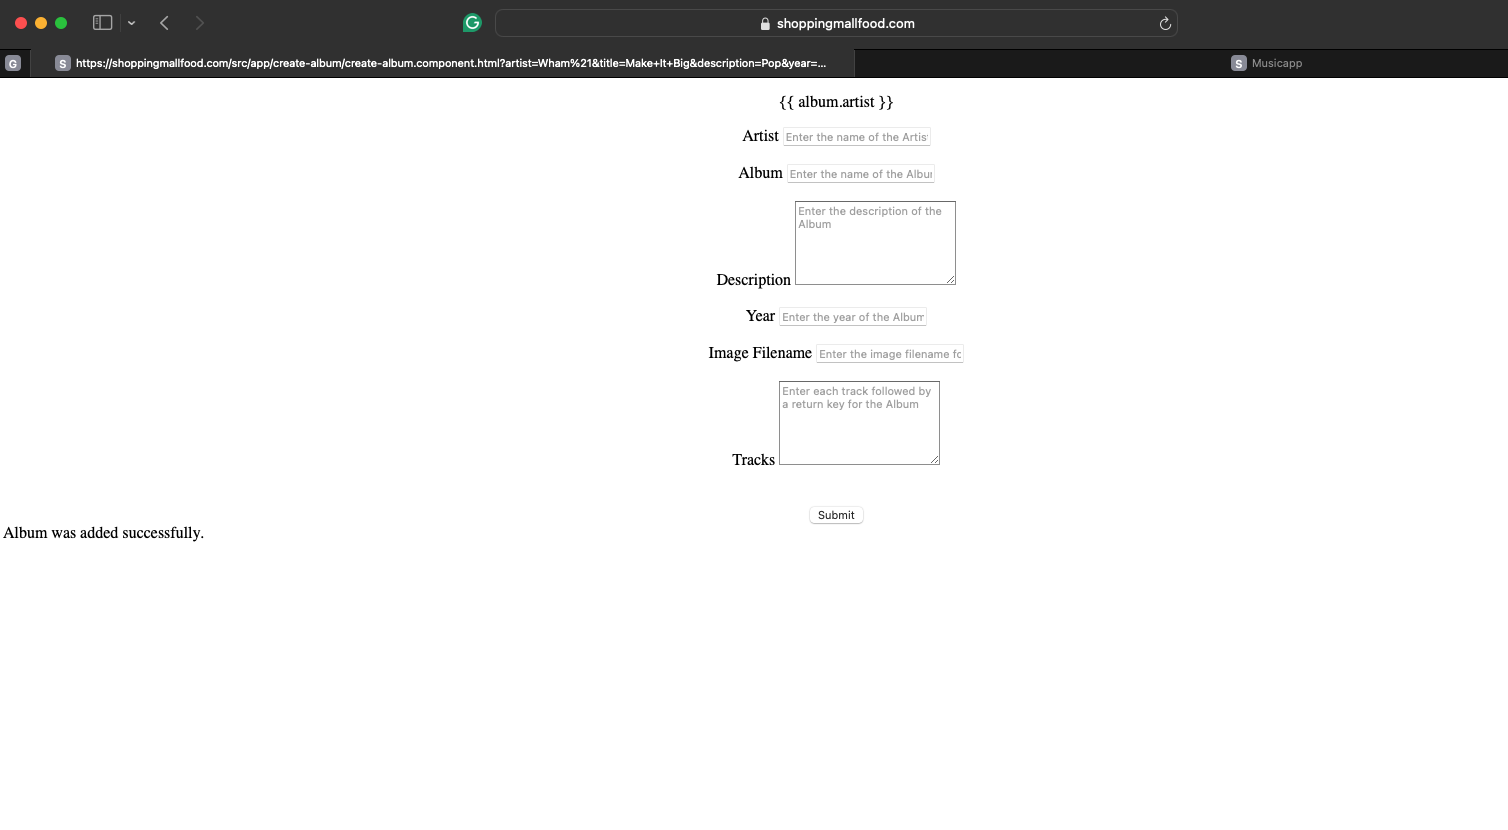 shoppingmallfood.com
G
S https://shoppingmallfood.com/src/app/create-album/create-album.component.html?artist=Wham%21&title=Make+It+Big&description=Pop&year=...
S Musicapp
{{ album.artist }}
Artist Enter the name of the Artis
Album Enter the name of the Albu
Enter the description of the
Album
Description
Year Enter the year of the Album
Image Filename Enter the image filename fo
Enter each track followed by
a return key for the Album
Tracks
Submit
Album was added successfully.